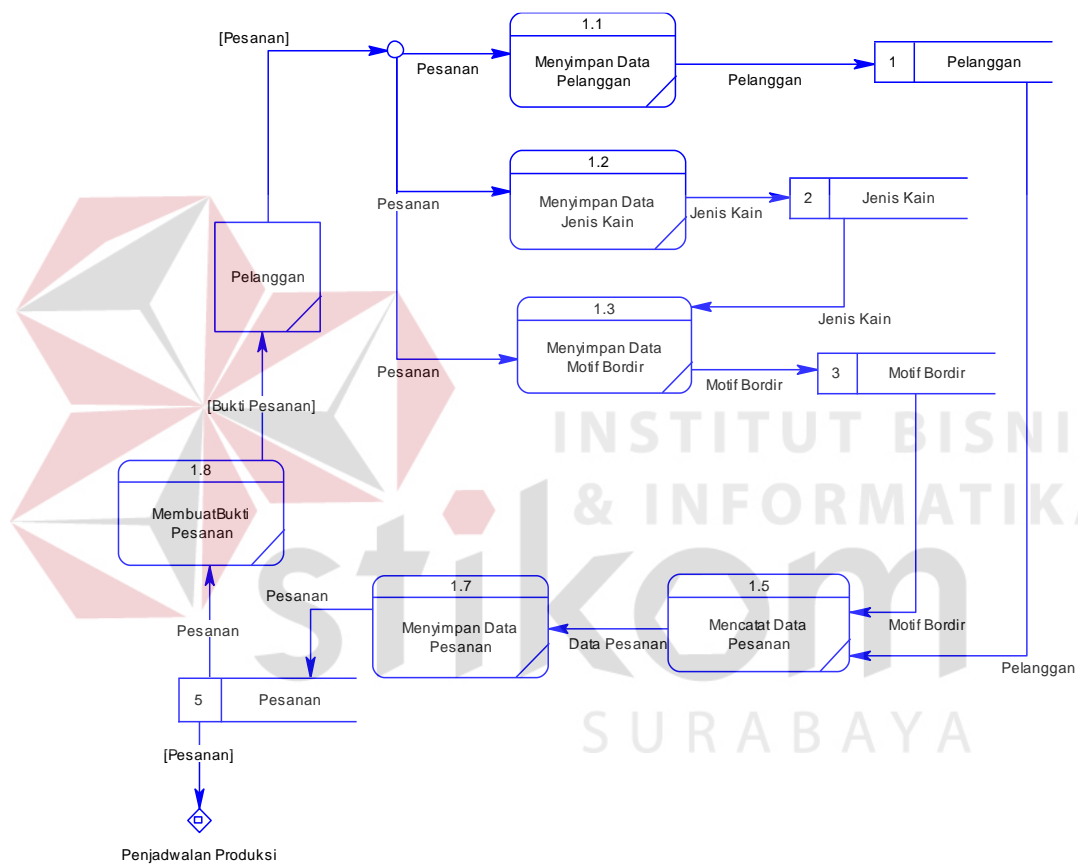 [Pesanan]
Pesanan
1.1
Menyimpan Data
Pelanggan
Pelanggan
1
Pelanggan
1.2
Menyimpan Data
Jenis Kain
Pesanan
Jenis Kain
2
Jenis Kain
Pelanggan
1.3
Menyimpan Data
Motif Bordir
Jenis Kain
Pesanan
Motif Bordir
3
Motif Bordir
[Bukti Pesanan]
INSTITUT BISNI
& INFORMATIKA
stikom
SURABAYA
1.8
MembuatBukti
Pesanan
Pesanan
Pesanan
1.7
Menyimpan Data
Pesanan
Data Pesanan
1.5
Mencatat Data
Pesanan
Motif Bordir
Pelanggan
5
Pesanan
[Pesanan]
Penjadwalan Produksi